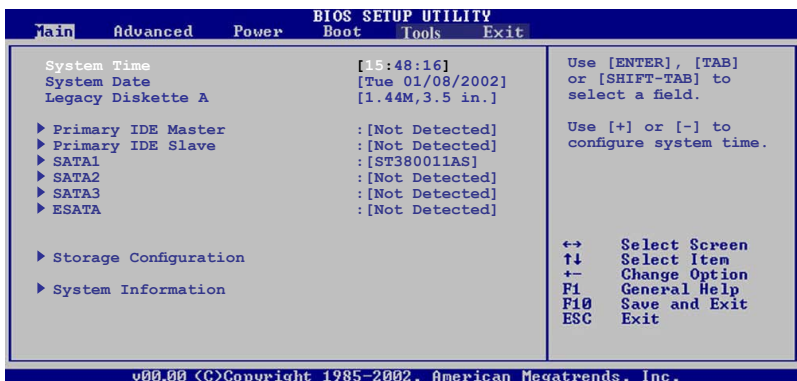 BIOS SETUP UTILITY
Main Advanced Power Boot Tools Exit
System Time [15:48:16]
System Date [Tue 01/08/2002]
Legacy Diskette A [1.44M,3.5 in.]
Primary IDE Master :[Not Detected]
Primary IDE Slave :[Not Detected]
SATA1 :[ST380011AS]
SATA2 :[Not Detected]
SATA3 :[Not Detected]
ESATA :[Not Detected]
Storage Configuration
System Information
Use [ENTER], [TAB]
or [SHIFT-TAB] to
select a field.
Use [+] or [-] to
configure system time.
←→ Select Screen
↑↓ Select Item
+- Change Option
F1 General Help
F10 Save and Exit
ESC Exit
v00.00 (C)Copyright 1985-2002, American Megatrends, Inc.